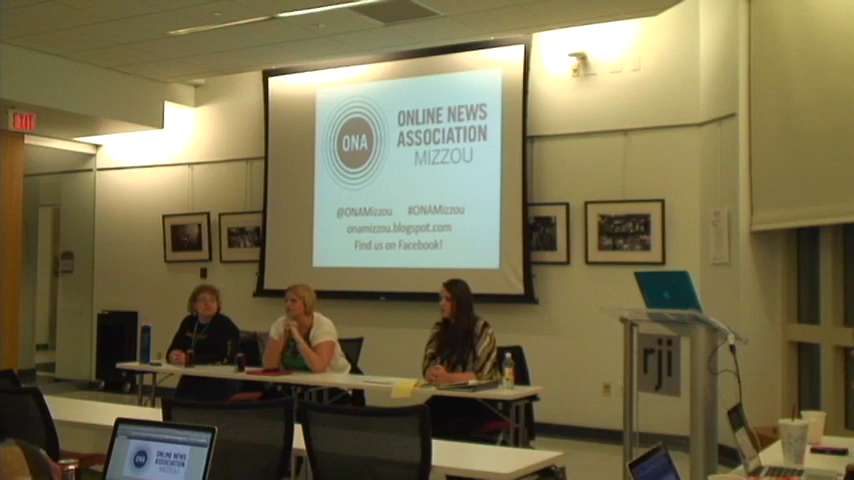 EXIT
ONA
ONLINE NEWS
ASSOCIATION
MIZZOU
@ONAMizzou #ONAMizzou
onamizzou.blogspot.com
Find us on Facebook!
rji
ONA
ONLINE NEWS
ASSOCIATION
MIZZOU